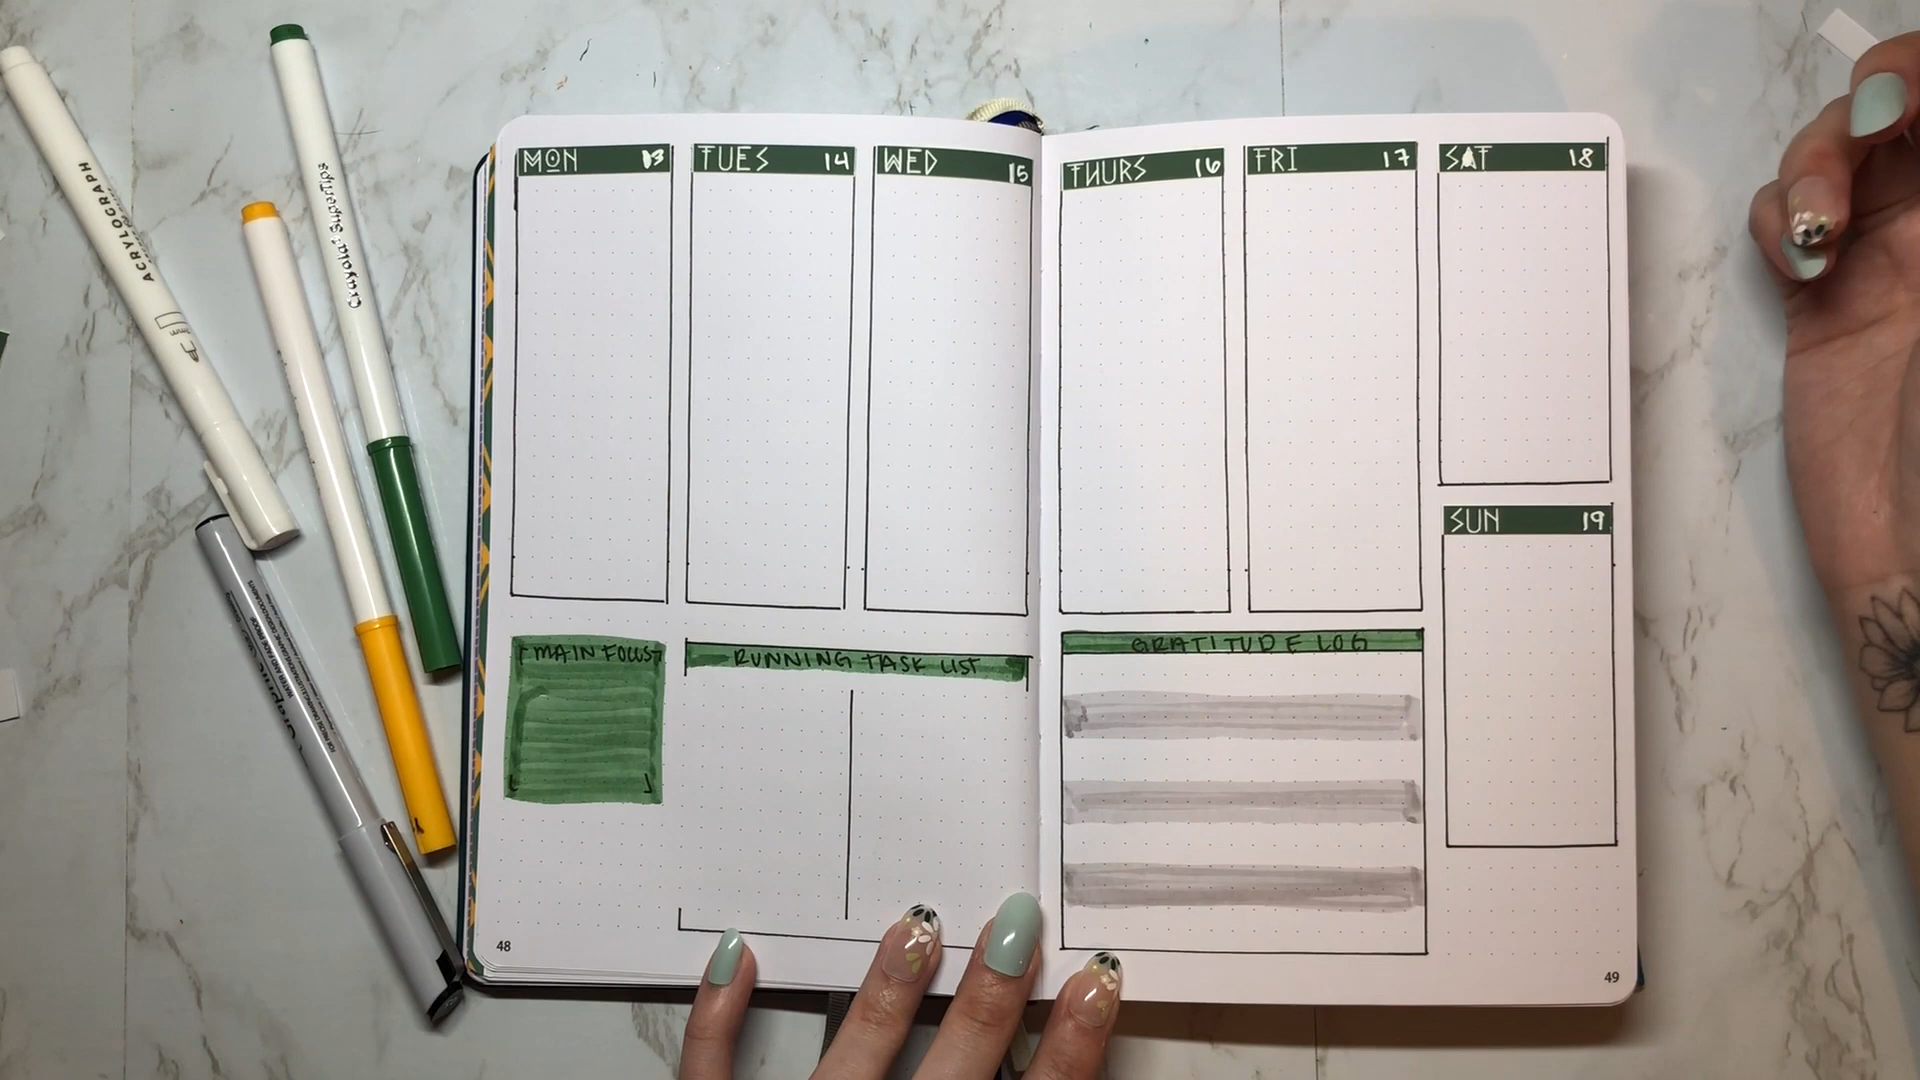 MON 13
TUES 14
WED 15
THURS 16
FRI 17
SAT 18
SUN 19
MAIN FOCUS
RUNNING TASK LIST
GRATITUDE LOG
48
49
ACRYLOGRAPH
Crayola SuperTips